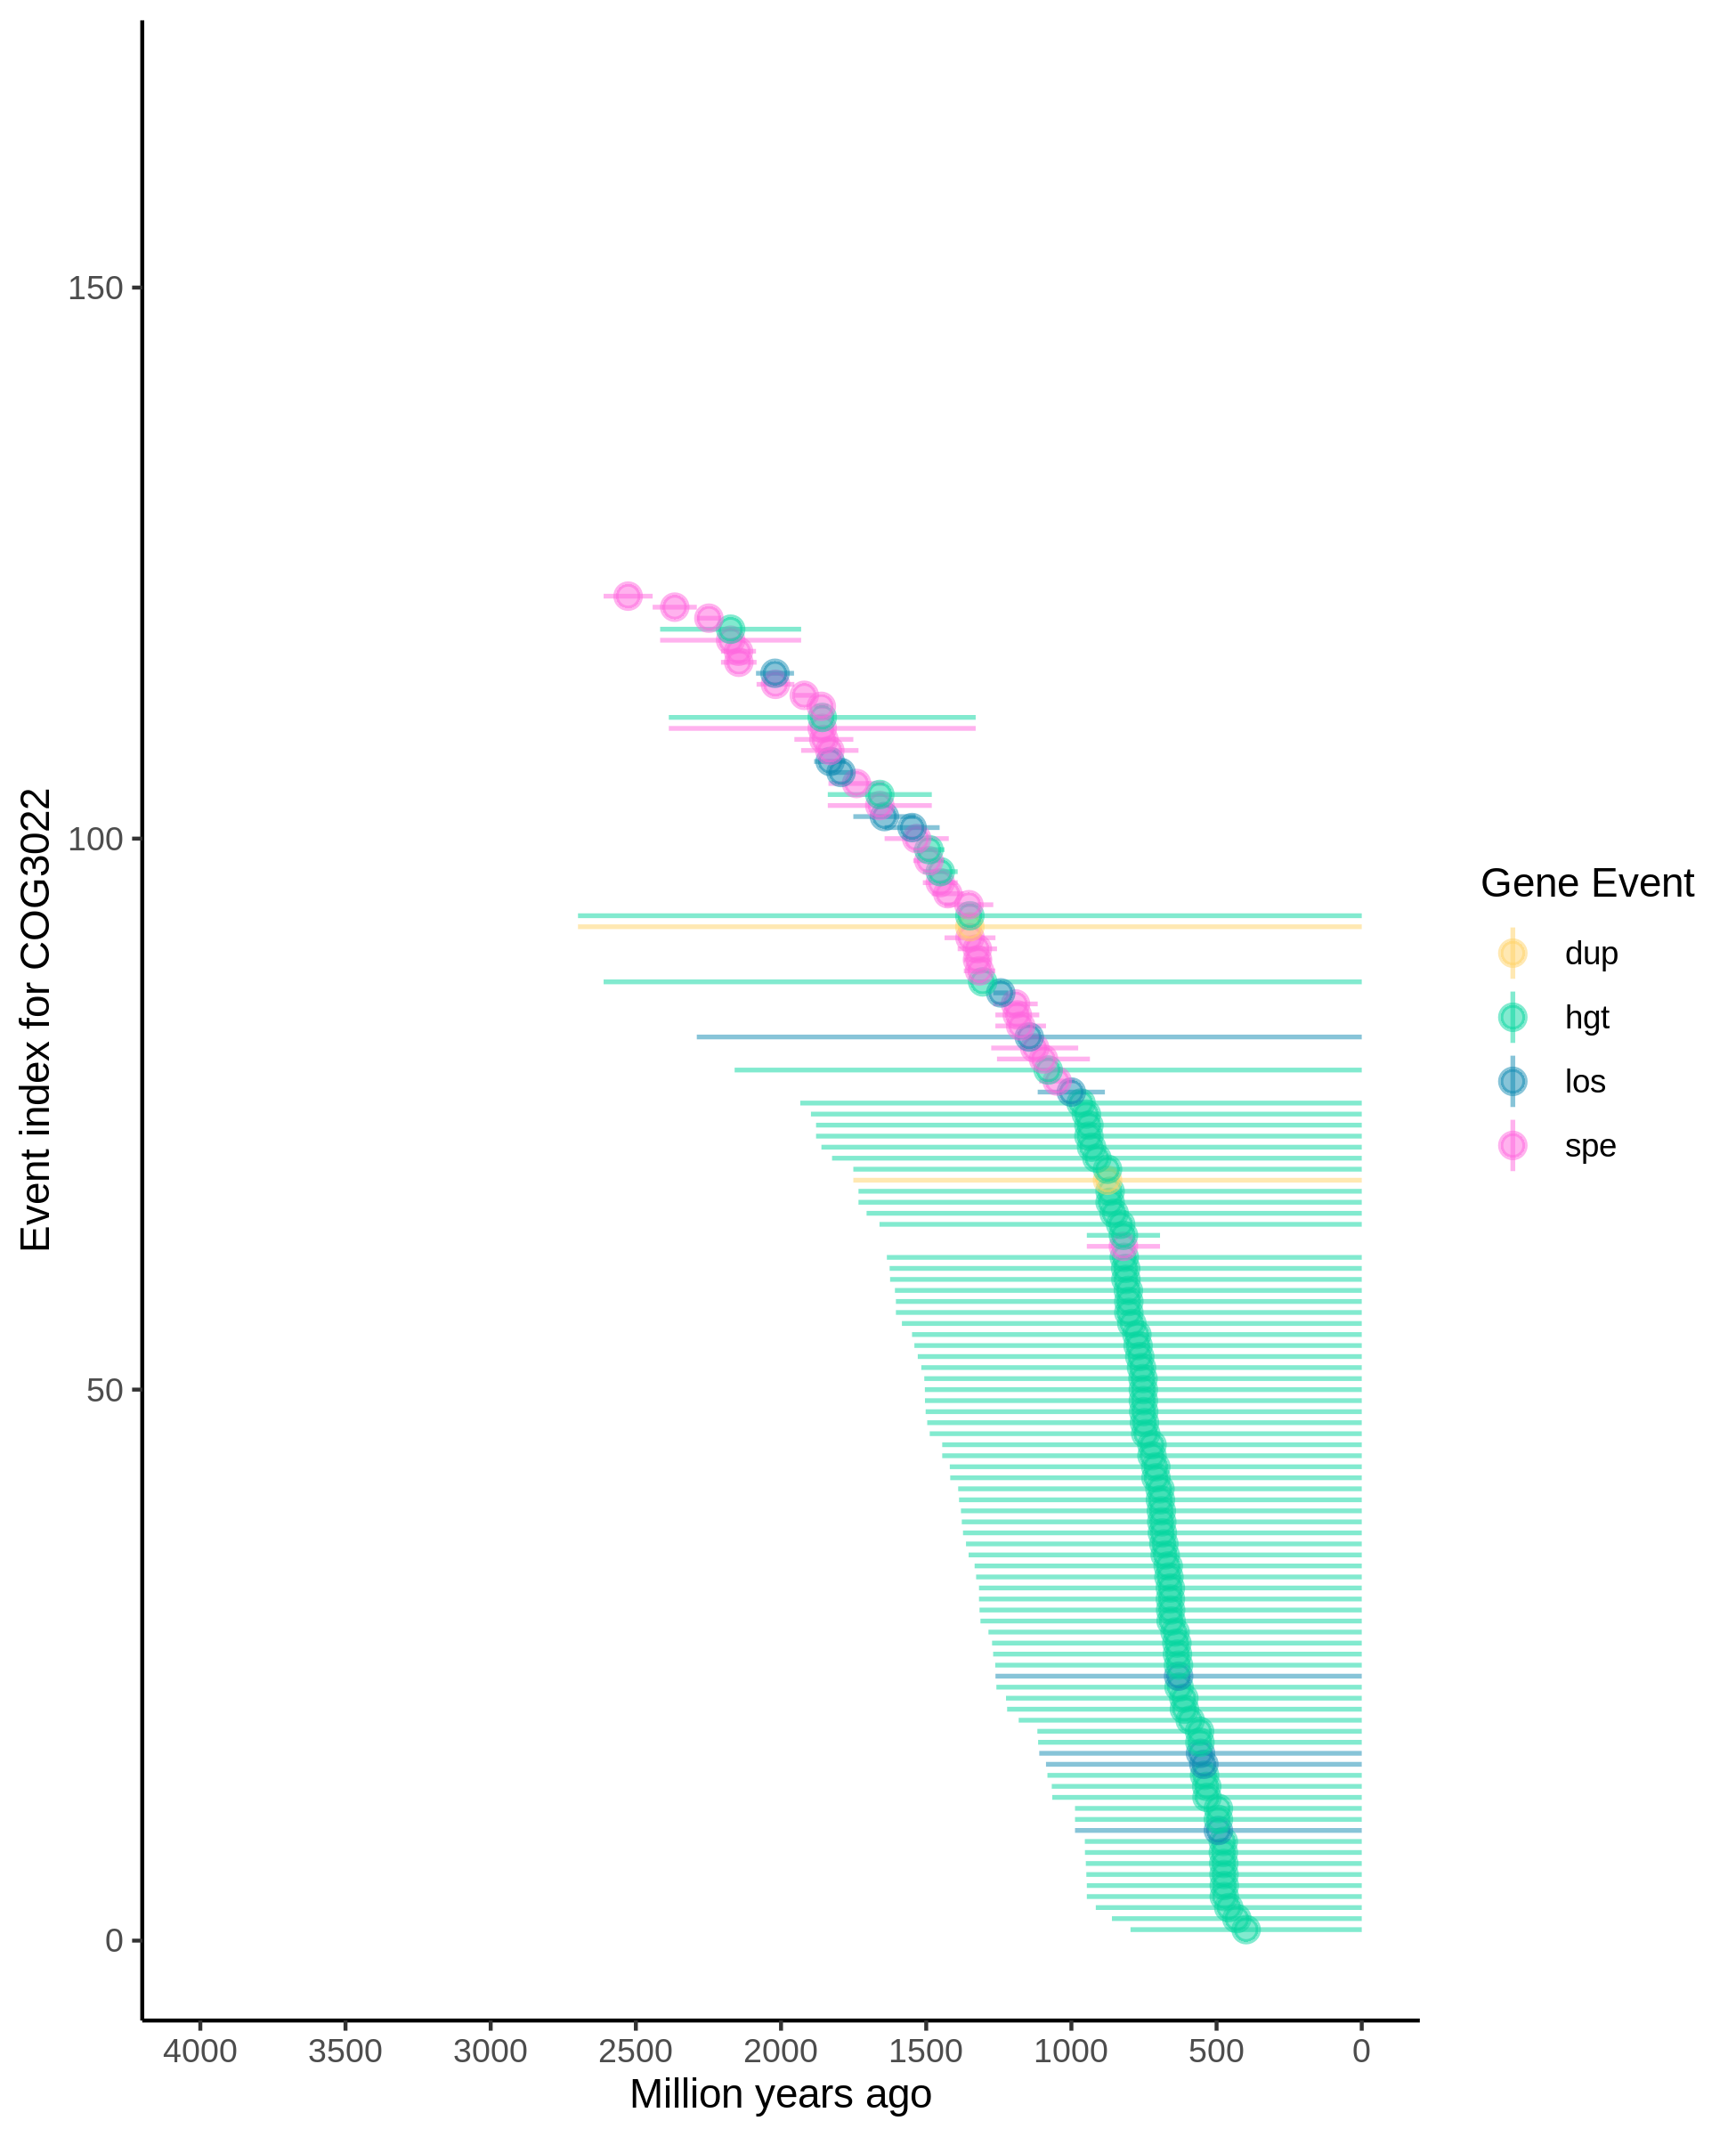 150
100
50
0
Event index for COG3022
4000 3500 3000 2500 2000 1500 1000 500 0
Million years ago
Gene Event
dup
hgt
los
spe